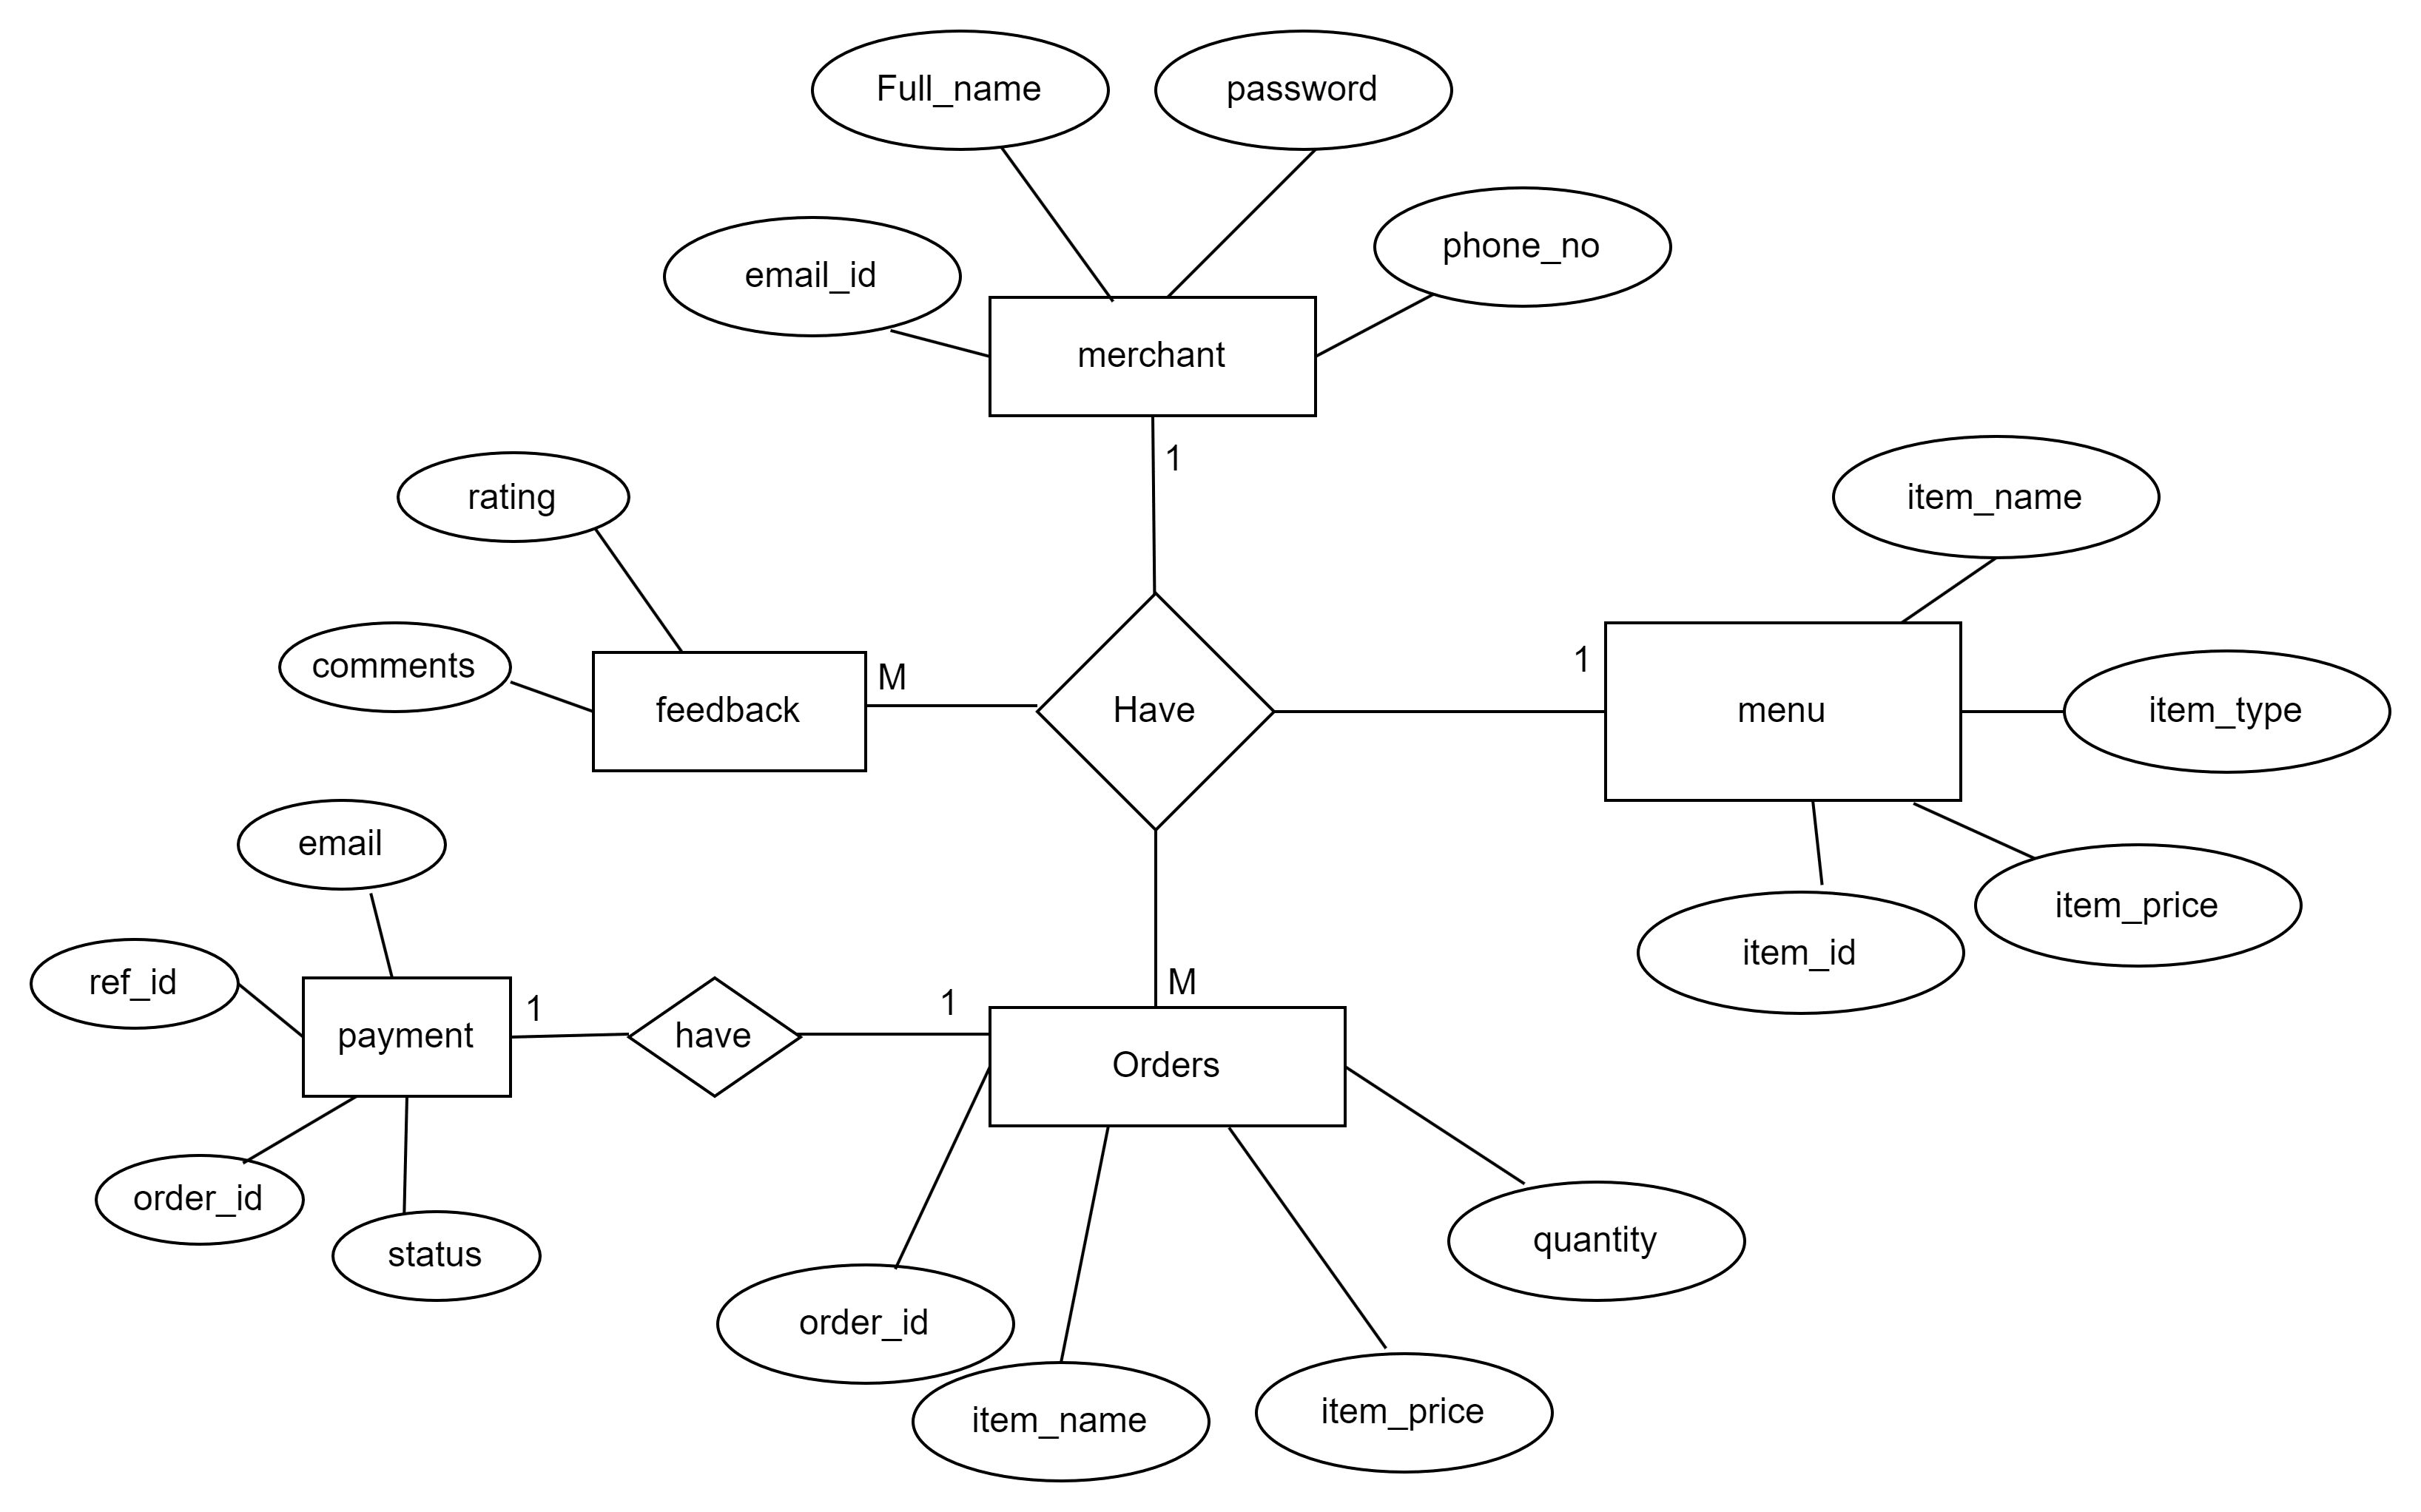 Full_name
password
phone_no
email_id
merchant
1
rating
item_name
comments
feedback
M
Have
1
menu
item_type
email
item_price
item_id
ref_id
payment
1
have
1
M
Orders
order_id
status
quantity
order_id
item_name
item_price